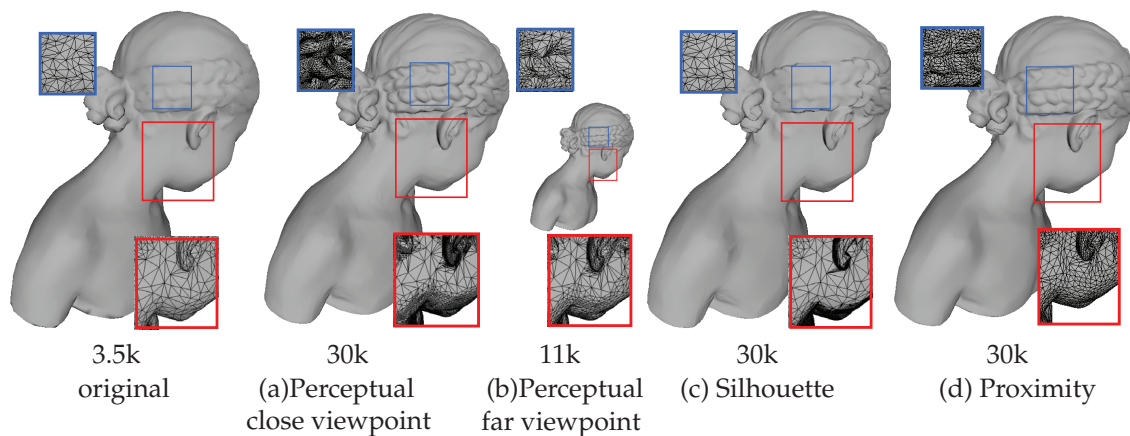 3.5k
original
30k
(a)Perceptual
close viewpoint
11k
(b)Perceptual
far viewpoint
30k
(c) Silhouette
30k
(d) Proximity